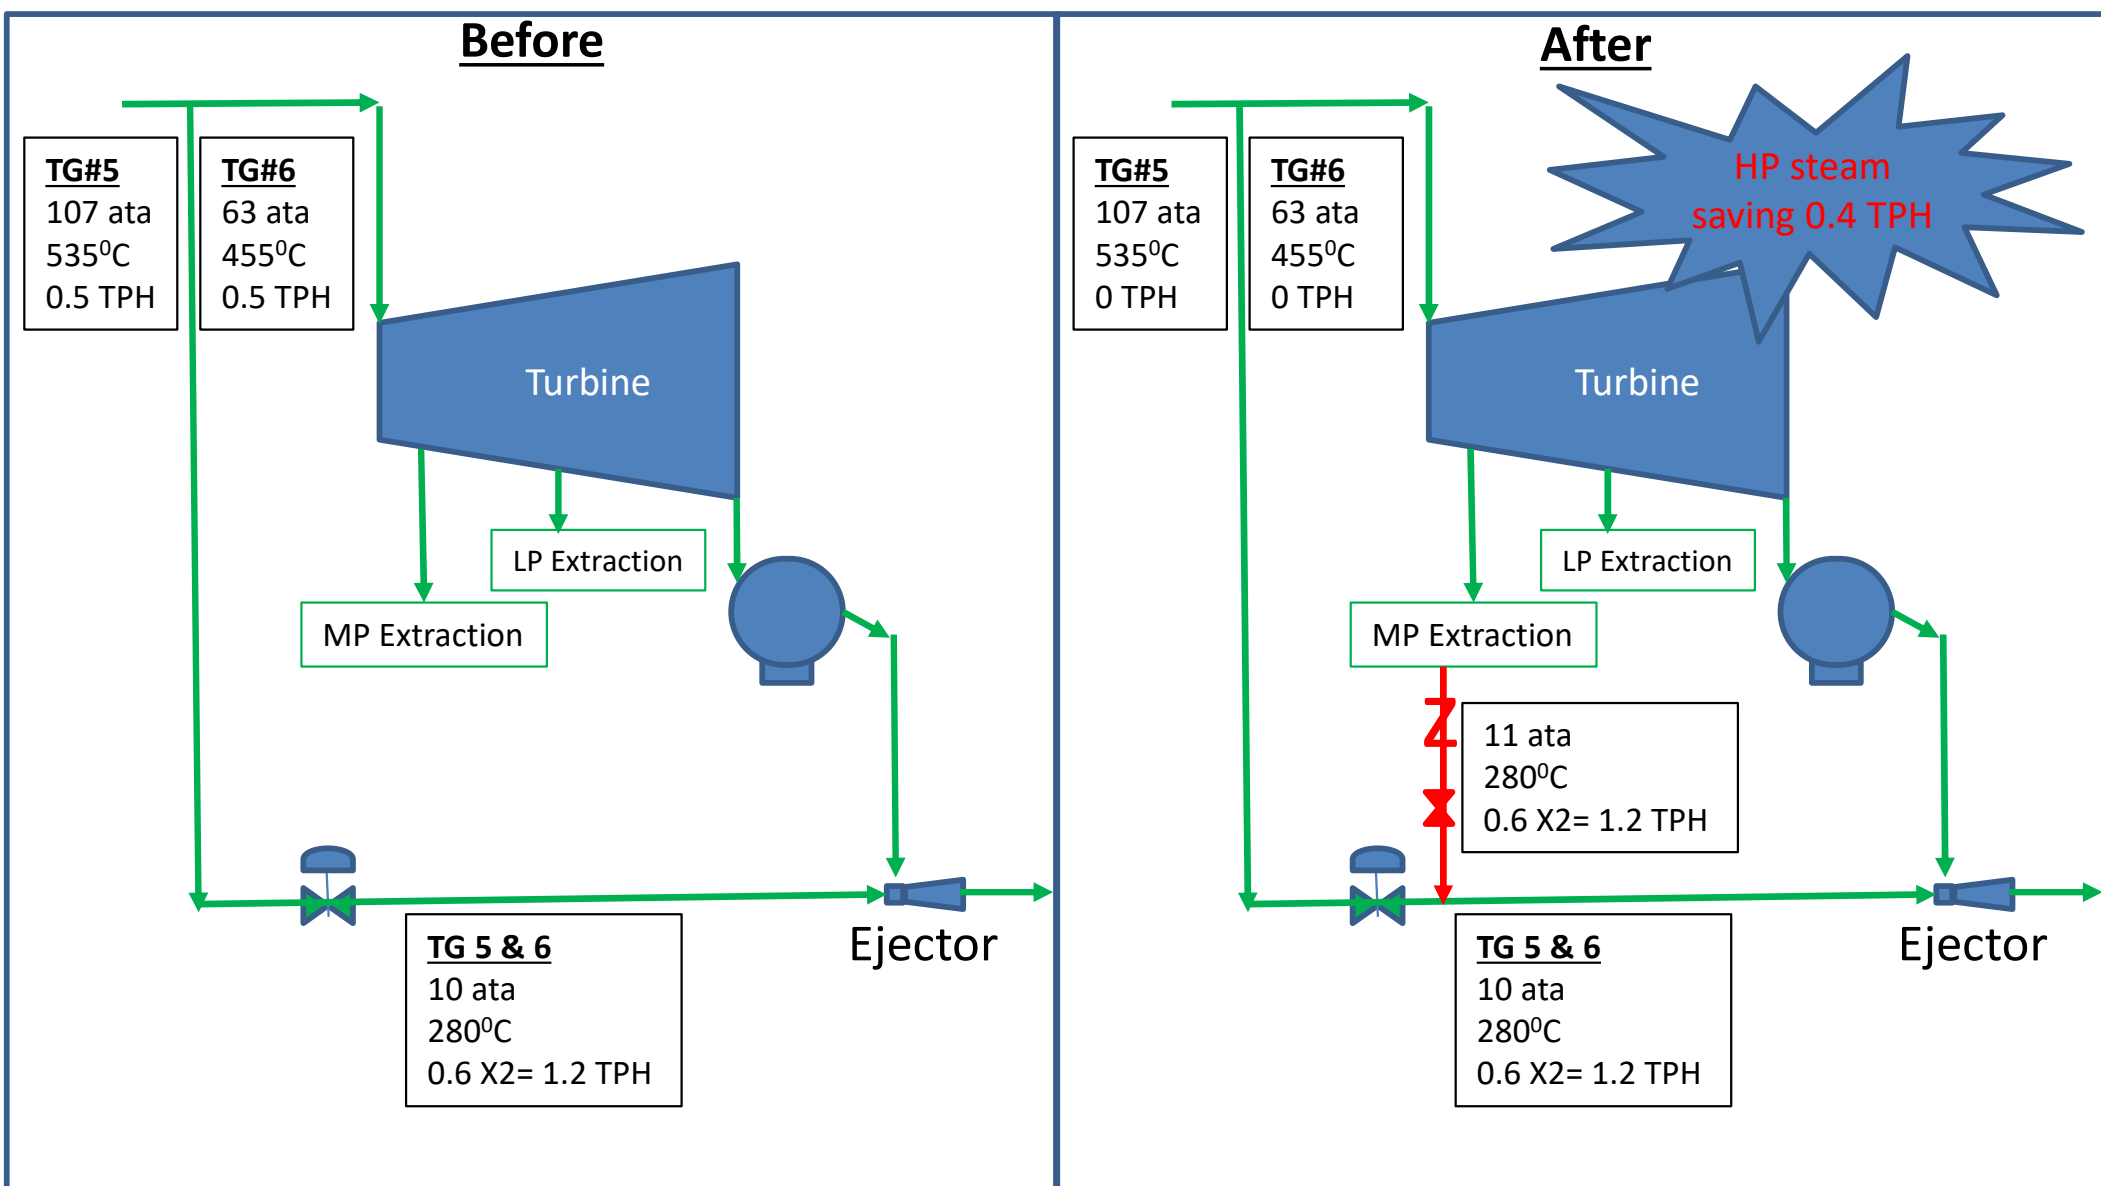 Before
TG#5
107 ata
535⁰C
0.5 TPH
TG#6
63 ata
455⁰C
0.5 TPH
Turbine
LP Extraction
MP Extraction
Ejector
TG 5 & 6
10 ata
280⁰C
0.6 X2= 1.2 TPH
After
HP steam
saving 0.4 TPH
TG#5
107 ata
535⁰C
0 TPH
TG#6
63 ata
455⁰C
0 TPH
Turbine
LP Extraction
MP Extraction
11 ata
280⁰C
0.6 X2= 1.2 TPH
Ejector
TG 5 & 6
10 ata
280⁰C
0.6 X2= 1.2 TPH